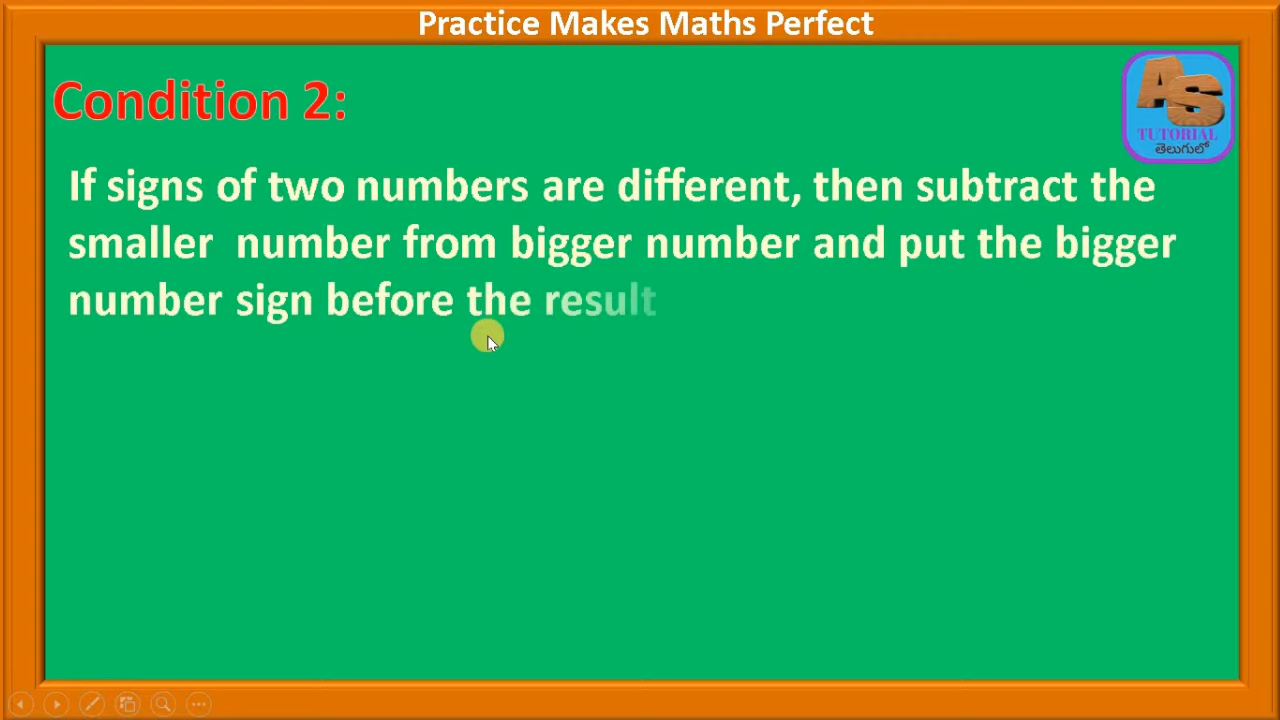 Practice Makes Maths Perfect
Condition 2:
AS
TUTORIAL
తెలుగులో
If signs of two numbers are different, then subtract the
smaller number from bigger number and put the bigger
number sign before the result